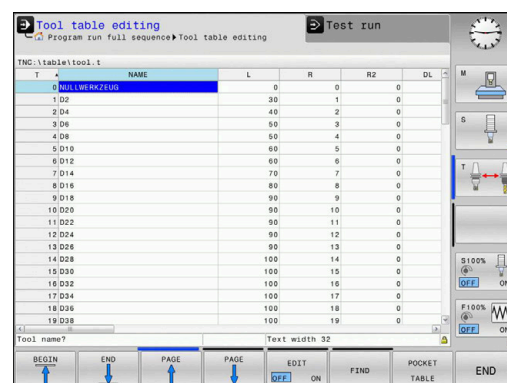 Tool table editing
Test run
Program run full sequence Tool table editing
TNC:\table\tool.t
T NAME L R R2 DL
0 NULLWERKZEUG 0 0 0
1 D2 30 1 0
2 D4 40 2 0
3 D6 50 3 0
4 D8 50 4 0
5 D10 60 5 0
6 D12 60 6 0
7 D14 70 7 0
8 D16 80 8 0
9 D18 90 9 0
10 D20 90 10 0
11 D22 90 11 0
12 D24 90 12 0
13 D26 90 13 0
14 D28 100 14 0
15 D30 100 15 0
16 D32 100 16 0
17 D34 100 17 0
18 D36 100 18 0
19 D38 100 19 0
Tool name? Text width 32
M
S
T
S100%
OFF ON
F100%
OFF ON
BEGIN
END
PAGE
PAGE
EDIT
OFF ON
FIND
POCKET
TABLE
END